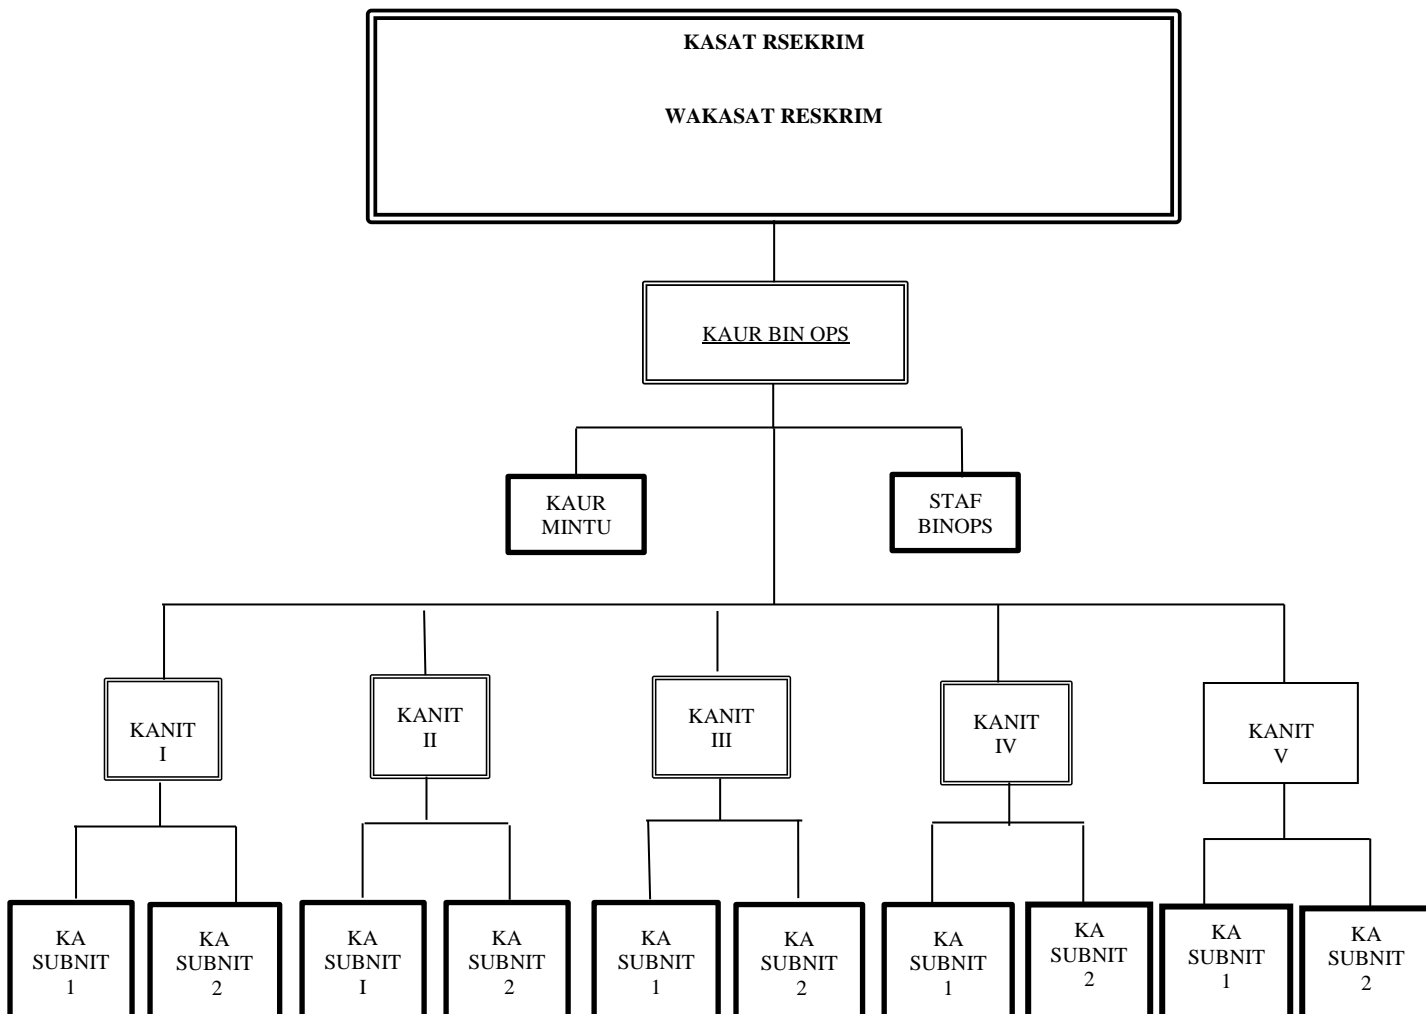 KASAT RSEKRIM
WAKASAT RESKRIM
KAUR BIN OPS
KAUR
MINTU
STAF
BINOPS
KANIT
I
KANIT
II
KANIT
III
KANIT
IV
KANIT
V
KA
SUBNIT
1
KA
SUBNIT
2
KA
SUBNIT
I
KA
SUBNIT
2
KA
SUBNIT
1
KA
SUBNIT
2
KA
SUBNIT
1
KA
SUBNIT
2
KA
SUBNIT
1
KA
SUBNIT
2